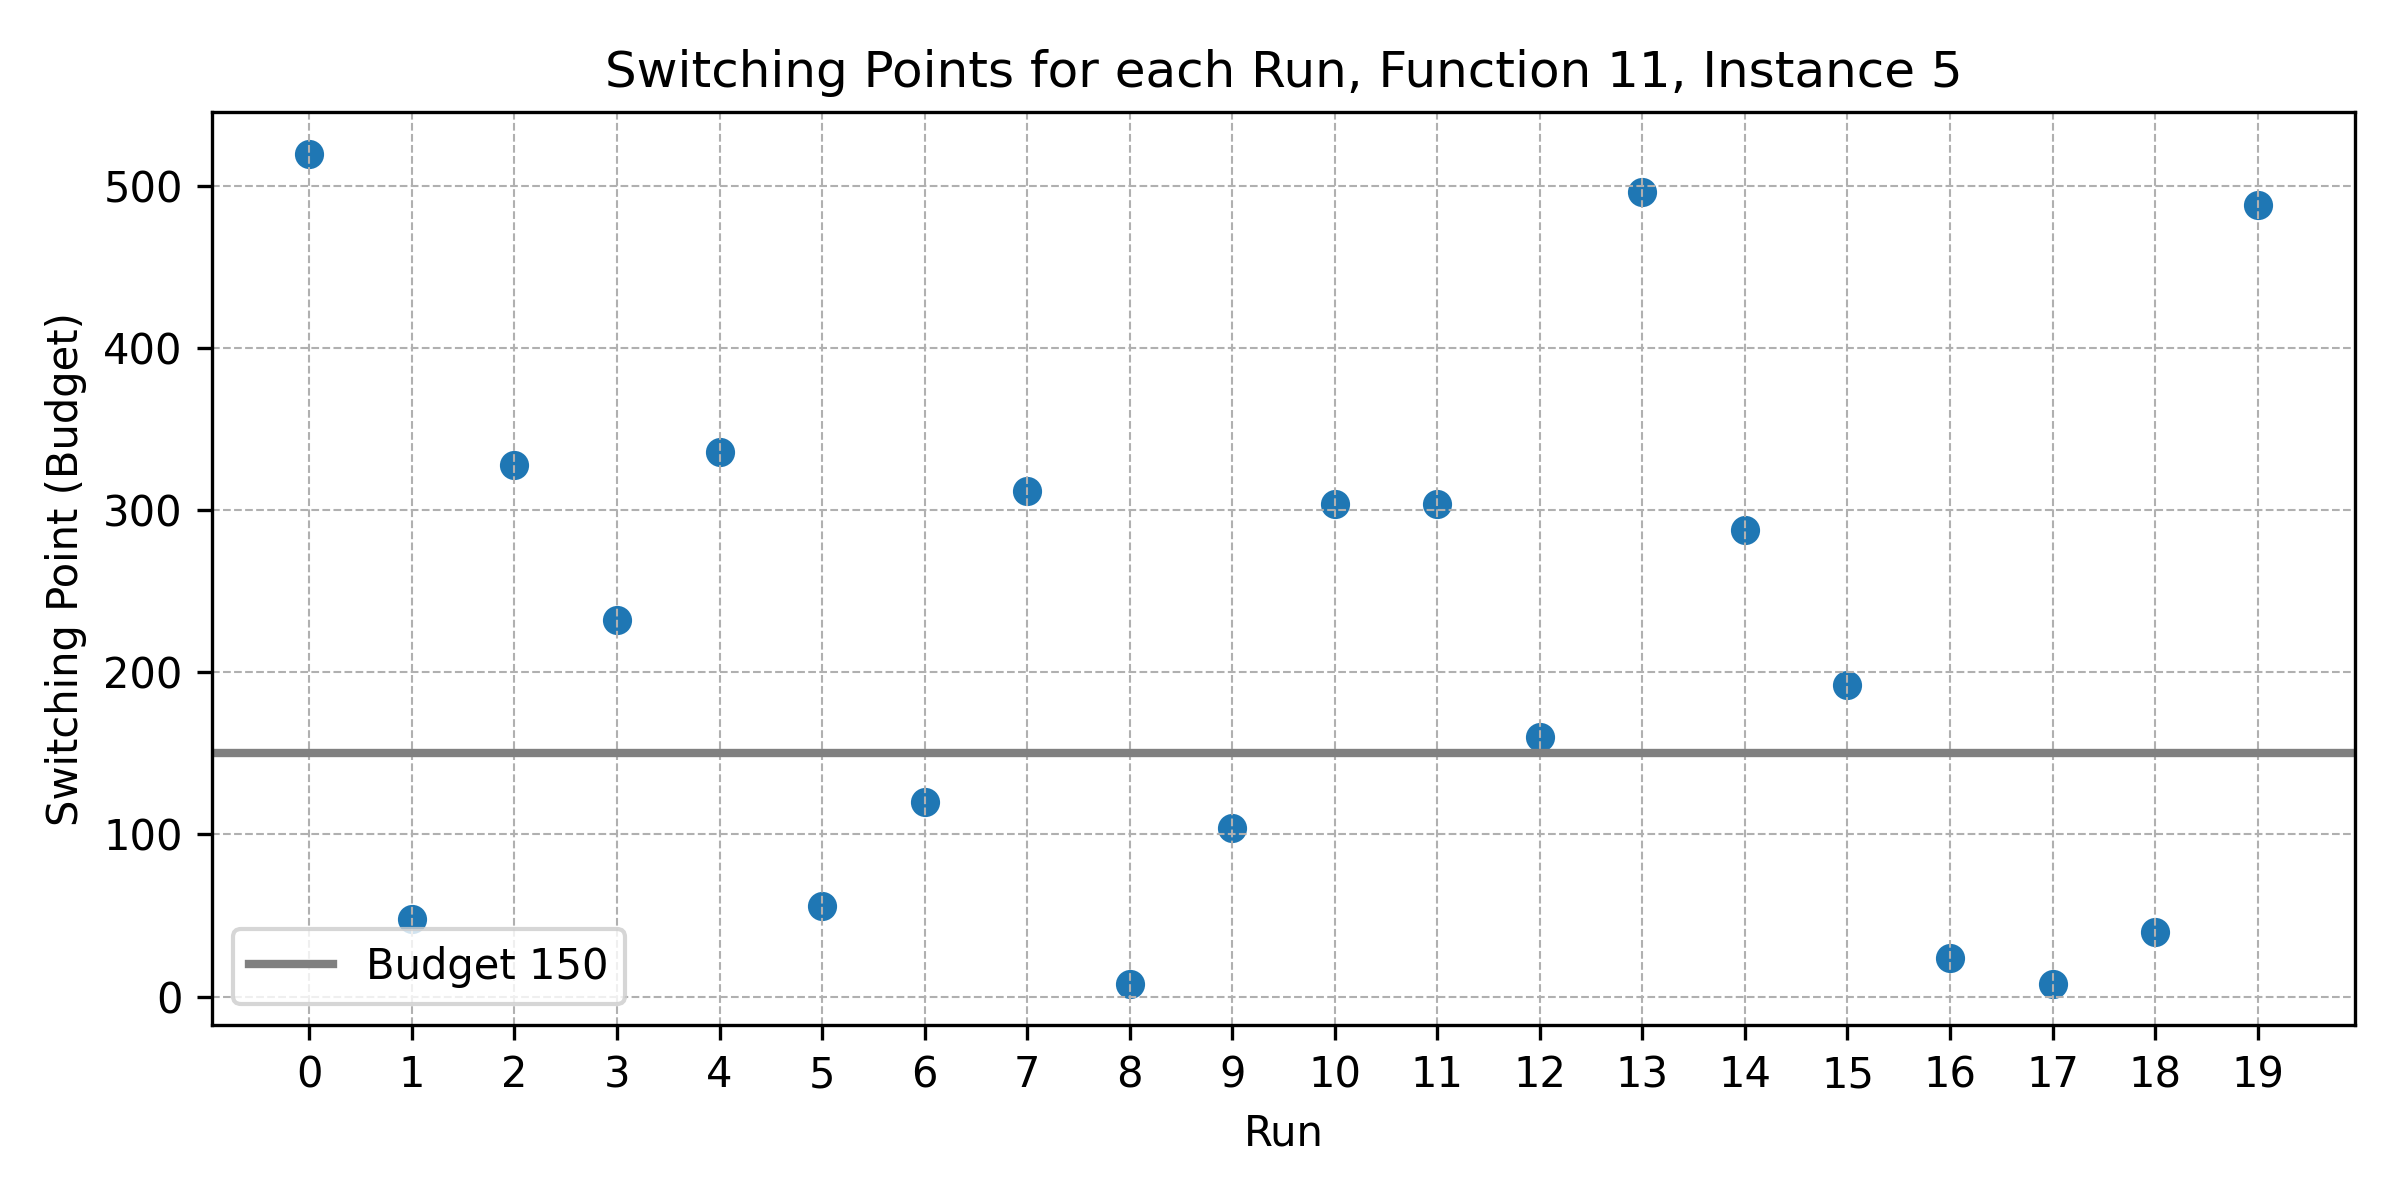 Switching Points for each Run, Function 11, Instance 5
Switching Point (Budget)
500
400
300
200
100
0
Budget 150
0 1 2 3 4 5 6 7 8 9 10 11 12 13 14 15 16 17 18 19
Run